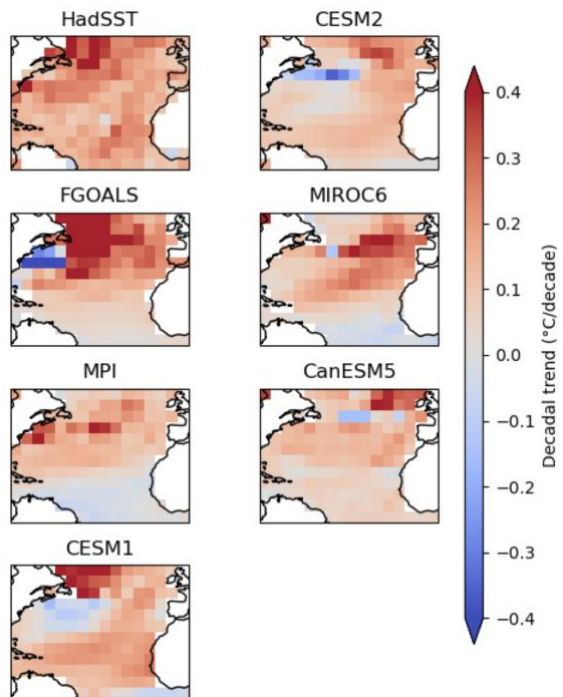 HadSST
CESM2
FGOALS
MIROC6
MPI
CanESM5
CESM1
0.4
0.3
0.2
0.1
0.0
−0.1
−0.2
−0.3
−0.4
Decadal trend (°C/decade)